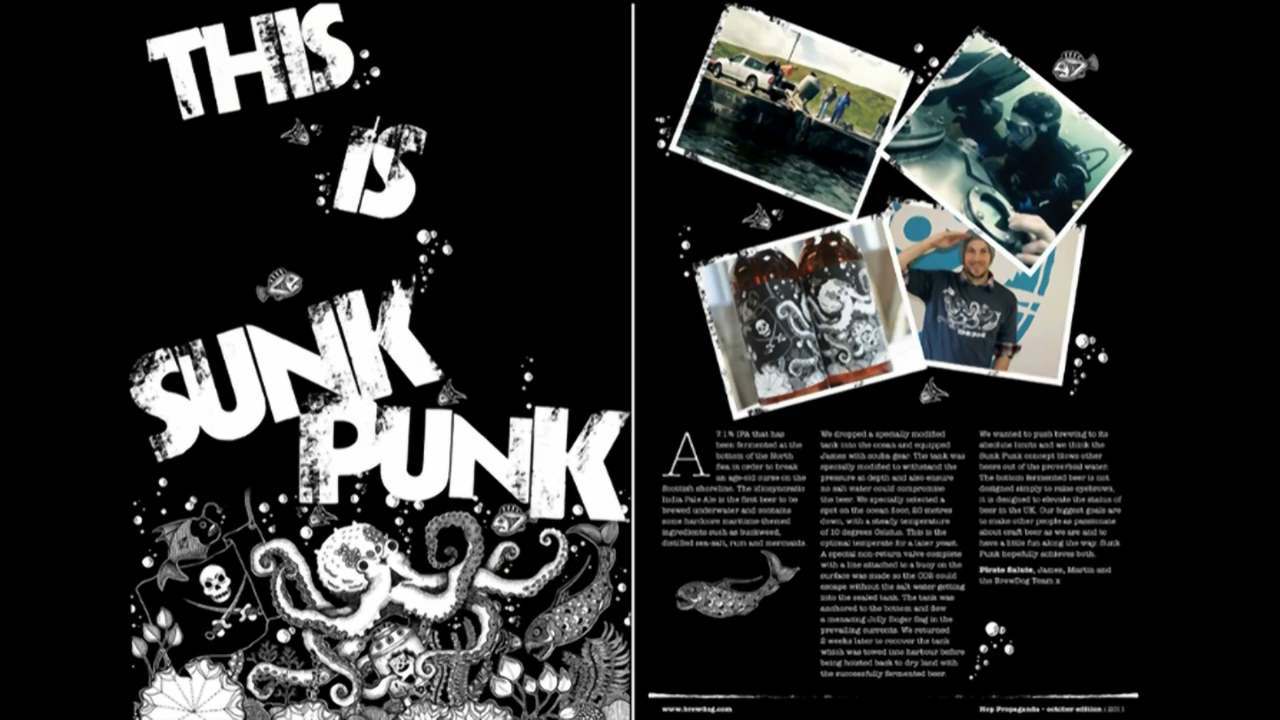 THIS
IS
SUNK
PUNK
A 7.1% IPA that has
been fermented at the
bottom of the North
Sea in order to break
an age-old curse on the
Scottish shoreline. The idiosyncratic
India Pale Ale is the first beer to be
brewed underwater and contains
some hardcore maritime-themed
ingredients such as buckweed,
distilled sea-salt, rum and mermaids.
We dropped a specially modified
tank into the ocean and equipped
James with scuba gear. The tank was
specially modified to withstand the
pressure at depth and also ensure
no salt water could compromise
the beer. We specially selected a
spot on the ocean floor, 20 metres
down, with a steady temperature
of 10 degrees Celsius. This is the
optimal temperate for a lager yeast.
A special non-return valve complete
with a line attached to a buoy on the
surface was made so the CO2 could
escape without the salt water getting
into the sealed tank. The tank was
anchored to the bottom and flew
a menacing Jolly Roger flag in the
prevailing currents. We returned
2 weeks later to recover the tank
which was towed into harbour before
being hoisted back to dry land with
the successfully fermented beer.
We wanted to push brewing to its
absolute limits and we think the
Sunk Punk concept blows other
beers out of the proverbial water.
The bottom fermented beer is not
designed simply to raise eyebrows,
it is designed to elevate the status of
beer in the UK. Our biggest goals are
to make other people as passionate
about craft beer as we are and to
have a little fun along the way. Sunk
Punk hopefully achieves both.
Pirate Salute, James, Martin and
the BrewDog Team x
www.brewdog.com
Hop Propaganda - october edition | 2011